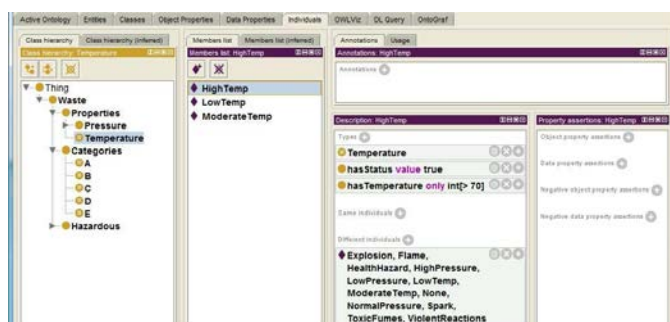 Active Ontology Entities Classes Object Properties Data Properties Individuals OWLViz DL Query OntoGraf
Class hierarchy Class hierarchy (inferred)
Class hierarchy: Temperature
Thing
Waste
Properties
Pressure
Temperature
Categories
A
B
C
D
E
Hazardous
Members list Members list (inferred)
Members list: HighTemp
HighTemp
LowTemp
ModerateTemp
Annotations Usage
Annotations: HighTemp
Annotations
Description: HighTemp
Types
Temperature
hasStatus value true
hasTemperature only int[> 70]
Same individuals
Different individuals
Explosion, Flame,
HealthHazard, HighPressure,
LowPressure, LowTemp,
ModerateTemp, None,
NormalPressure, Spark,
ToxicFumes, ViolentReactions
Property assertions: HighTemp
Object property assertions
Data property assertions
Negative object property assertions
Negative data property assertions